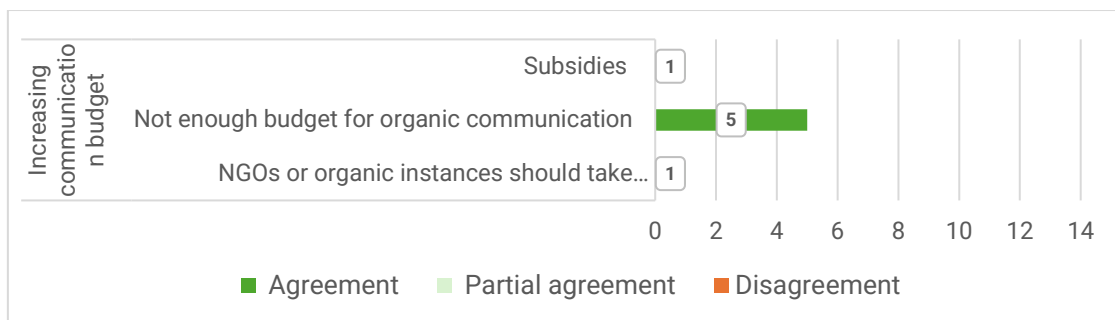 Increasing
communicatio
n budget
Subsidies
1
Not enough budget for organic communication
5
NGOs or organic instances should take…
1
0 2 4 6 8 10 12 14
Agreement Partial agreement Disagreement